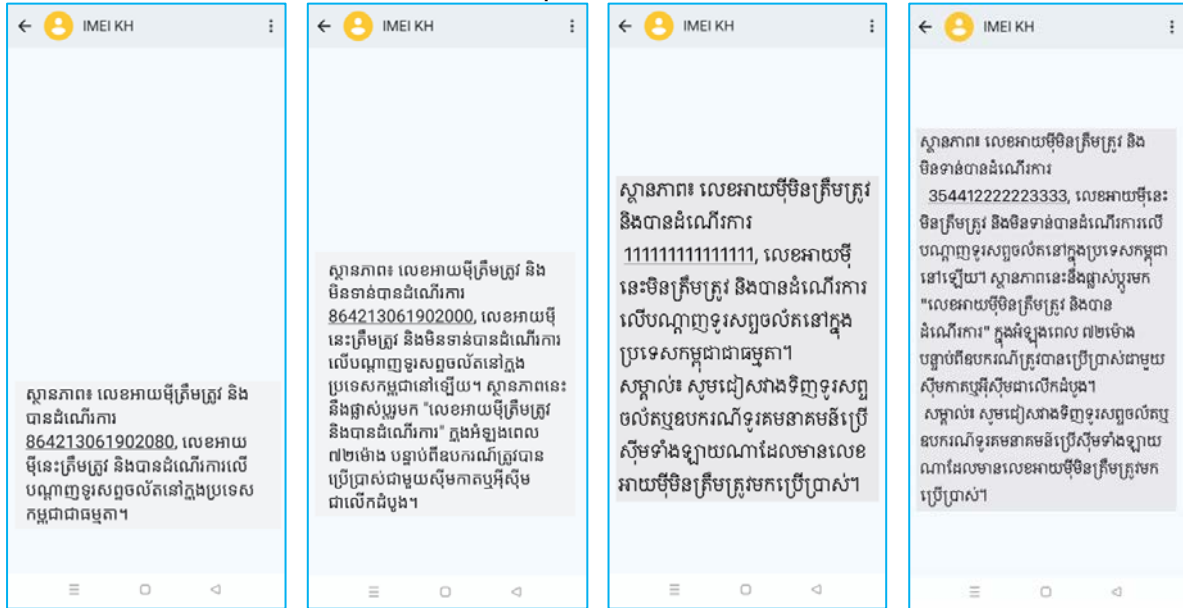 IMEI KH
ស្ថានភាព៖ លេខអាយម៉ីត្រឹមត្រូវ និង
បានដំណើរការ
864213061902080, លេខអាយ
ម៉ីនេះត្រឹមត្រូវ និងបានដំណើរការលើ
បណ្តាញទូរសព្ទចល័តនៅក្នុងប្រទេស
កម្ពុជាជាធម្មតា។
IMEI KH
ស្ថានភាព៖ លេខអាយម៉ីត្រឹមត្រូវ និង
មិនទាន់បានដំណើរការ
864213061902000, លេខអាយម៉ី
នេះត្រឹមត្រូវ និងមិនទាន់បានដំណើរការ
លើបណ្តាញទូរសព្ទចល័តនៅក្នុង
ប្រទេសកម្ពុជានៅឡើយ។ ស្ថានភាពនេះ
នឹងផ្លាស់ប្តូរមក "លេខអាយម៉ីត្រឹមត្រូវ
និងបានដំណើរការ" ក្នុងអំឡុងពេល
៧២ម៉ោង បន្ទាប់ពីឧបករណ៍ត្រូវបាន
ប្រើប្រាស់ជាមួយស៊ីមកាតឬអ៊ីស៊ីម
ជាលើកដំបូង។
IMEI KH
ស្ថានភាព៖ លេខអាយម៉ីមិនត្រឹមត្រូវ
និងបានដំណើរការ
111111111111111, លេខអាយម៉ី
នេះមិនត្រឹមត្រូវ និងបានដំណើរការ
លើបណ្តាញទូរសព្ទចល័តនៅក្នុង
ប្រទេសកម្ពុជាជាធម្មតា។
សម្គាល់៖ សូមជៀសវាងទិញទូរសព្ទ
ចល័តឬឧបករណ៍ទូរគមនាគមន៍ប្រើ
ស៊ីមទាំងឡាយណាដែលមានលេខ
អាយម៉ីមិនត្រឹមត្រូវមកប្រើប្រាស់។
IMEI KH
ស្ថានភាព៖ លេខអាយម៉ីមិនត្រឹមត្រូវ និង
មិនទាន់បានដំណើរការ
354412222223333, លេខអាយម៉ីនេះ
មិនត្រឹមត្រូវ និងមិនទាន់បានដំណើរការលើ
បណ្តាញទូរសព្ទចល័តនៅក្នុងប្រទេសកម្ពុជា
នៅឡើយ។ ស្ថានភាពនេះនឹងផ្លាស់ប្តូរមក
"លេខអាយម៉ីមិនត្រឹមត្រូវ និងបាន
ដំណើរការ" ក្នុងអំឡុងពេល ៧២ម៉ោង
បន្ទាប់ពីឧបករណ៍ត្រូវបានប្រើប្រាស់ជាមួយ
ស៊ីមកាតឬអ៊ីស៊ីមជាលើកដំបូង។
សម្គាល់៖ សូមជៀសវាងទិញទូរសព្ទចល័តឬ
ឧបករណ៍ទូរគមនាគមន៍ប្រើស៊ីមទាំងឡាយ
ណាដែលមានលេខអាយម៉ីមិនត្រឹមត្រូវមក
ប្រើប្រាស់។